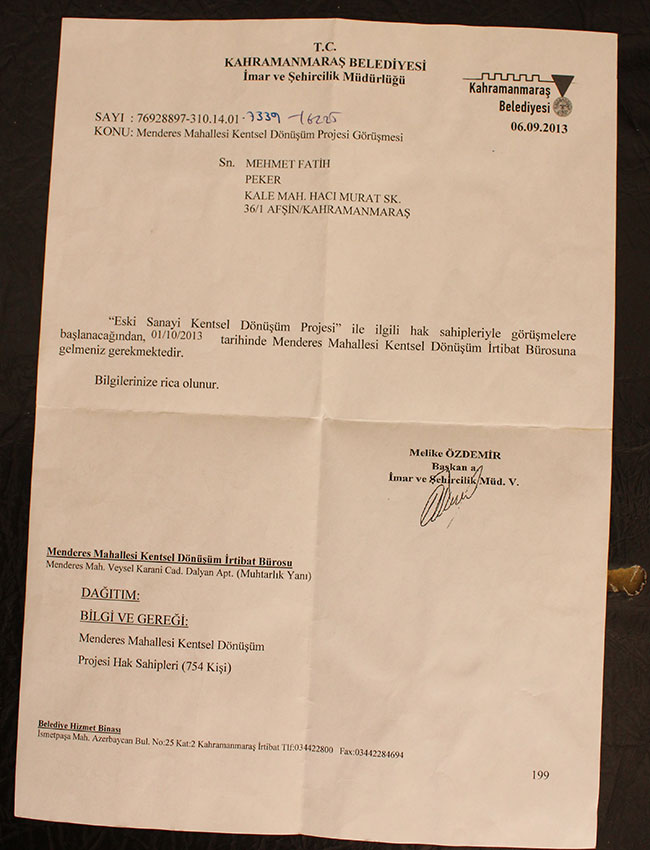 T.C.
KAHRAMANMARAŞ BELEDİYESİ
İmar ve Şehircilik Müdürlüğü
Kahramanmaraş
Belediyesi
06.09.2013
SAYI : 76928897-310.14.01- 7339 -16225
KONU: Menderes Mahallesi Kentsel Dönüşüm Projesi Görüşmesi
Sn. MEHMET FATİH
PEKER
KALE MAH. HACI MURAT SK.
36/1 AFŞİN/KAHRAMANMARAŞ
"Eski Sanayi Kentsel Dönüşüm Projesi" ile ilgili hak sahipleriyle görüşmelere
başlanacağından, 01/10/2013 tarihinde Menderes Mahallesi Kentsel Dönüşüm İrtibat Bürosuna
gelmeniz gerekmektedir.
Bilgilerinize rica olunur.
Melike ÖZDEMİR
Başkan a.
İmar ve Şehircilik Müd. V.
Menderes Mahallesi Kentsel Dönüşüm İrtibat Bürosu
Menderes Mah. Veysel Karani Cad. Dalyan Apt. (Muhtarlık Yanı)
DAĞITIM:
BİLGİ VE GEREĞİ:
Menderes Mahallesi Kentsel Dönüşüm
Projesi Hak Sahipleri (754 Kişi)
Belediye Hizmet Binası
İsmetpaşa Mah. Azerbaycan Bul. No:25 Kat:2 Kahramanmaraş İrtibat Tlf:034422800 Fax:03442284694
199